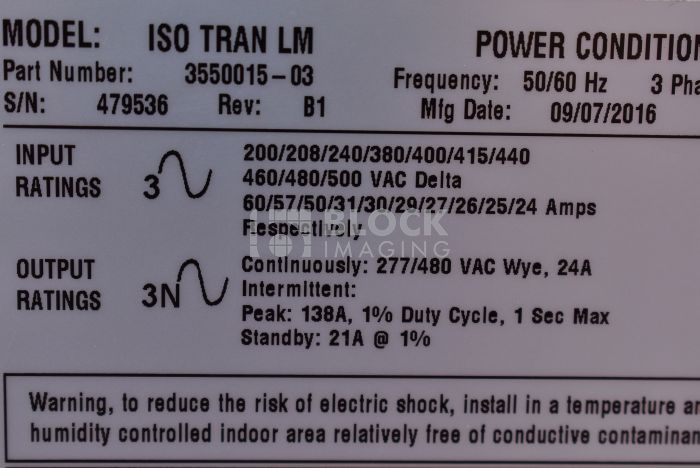 MODEL: ISO TRAN LM
POWER CONDITION
Part Number: 3550015-03
Frequency: 50/60 Hz 3 Pha
S/N: 479536 Rev: B1
Mfg Date: 09/07/2016
INPUT RATINGS 3
200/208/240/380/400/415/440
460/480/500 VAC Delta
60/57/50/31/30/29/27/26/25/24 Amps
Respectively
BLOCK
IMAGING
OUTPUT RATINGS 3N
Continuously: 277/480 VAC Wye, 24A
Intermittent:
Peak: 138A, 1% Duty Cycle, 1 Sec Max
Standby: 21A @ 1%
Warning, to reduce the risk of electric shock, install in a temperature an
humidity controlled indoor area relatively free of conductive contaminan